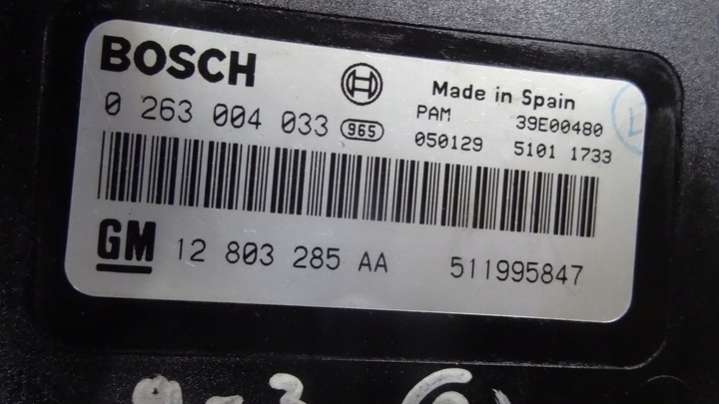 BOSCH
Made in Spain
0 263 004 033 965
PAM 39E00480
050129 5101 1733
GM 12 803 285 AA 511995847